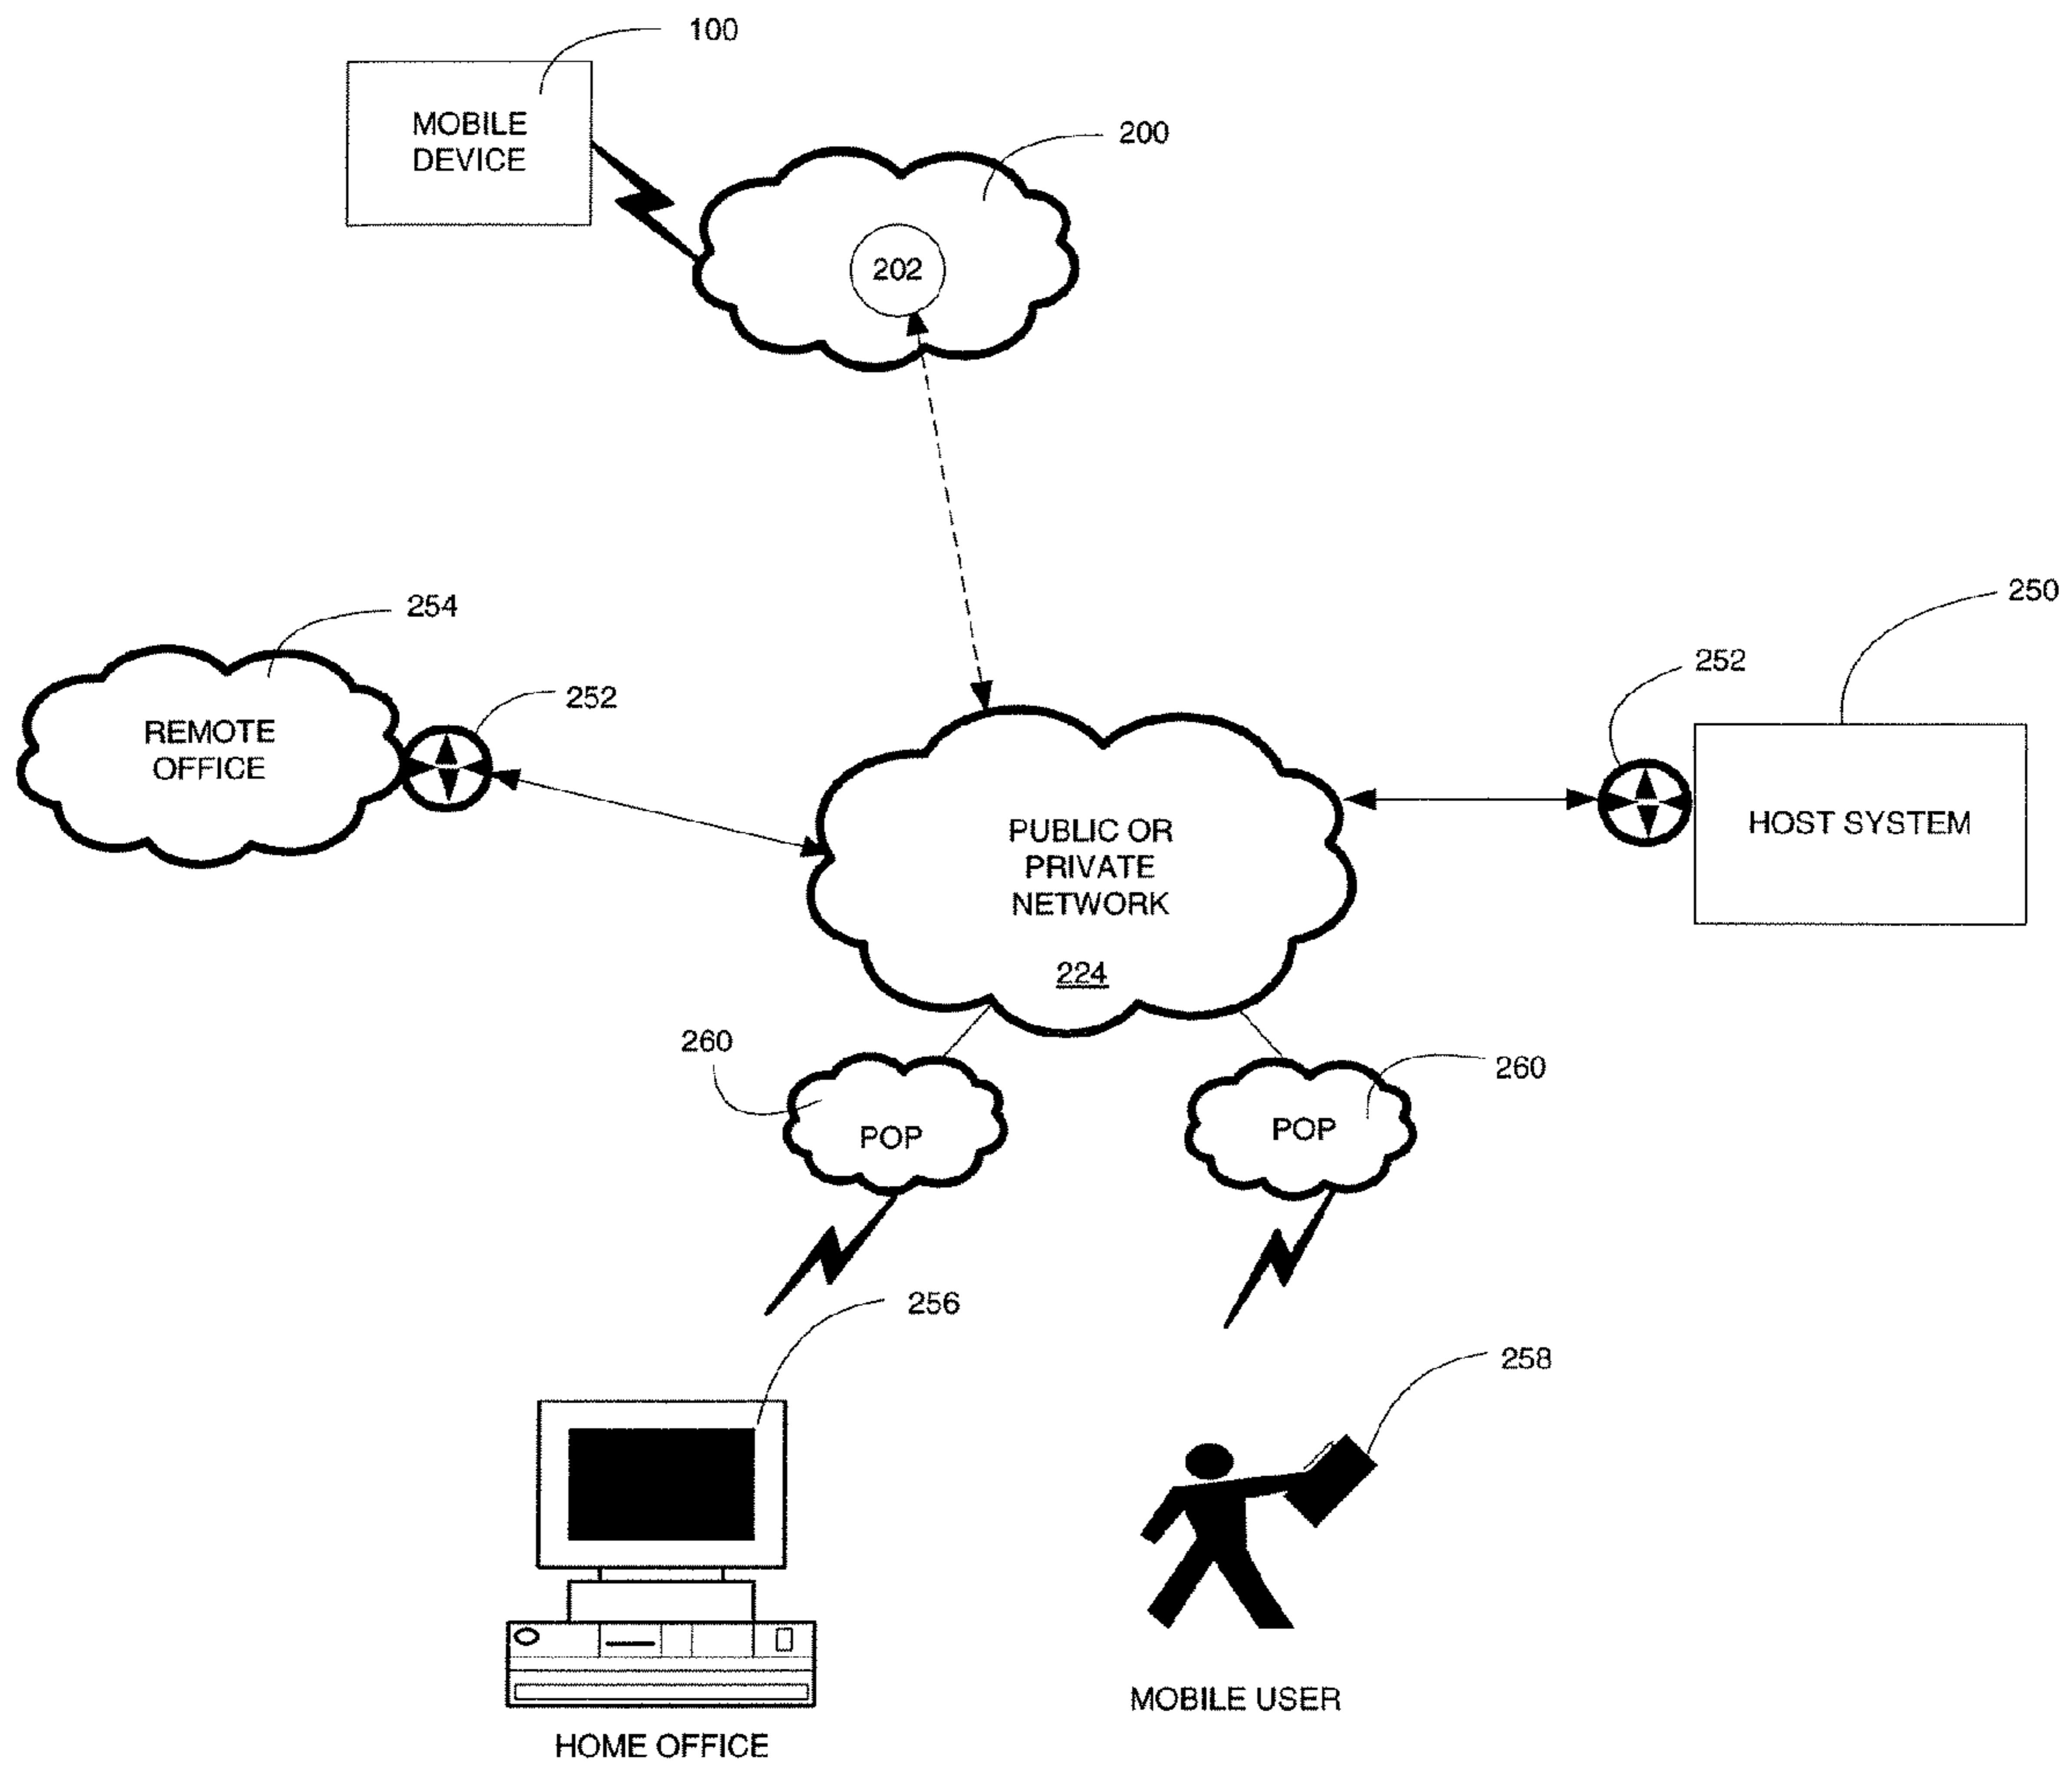 100
MOBILE
DEVICE
200
202
254
250
252
252
REMOTE
OFFICE
PUBLIC OR
PRIVATE
NETWORK
224
HOST SYSTEM
260
260
POP
POP
256
258
MOBILE USER
HOME OFFICE